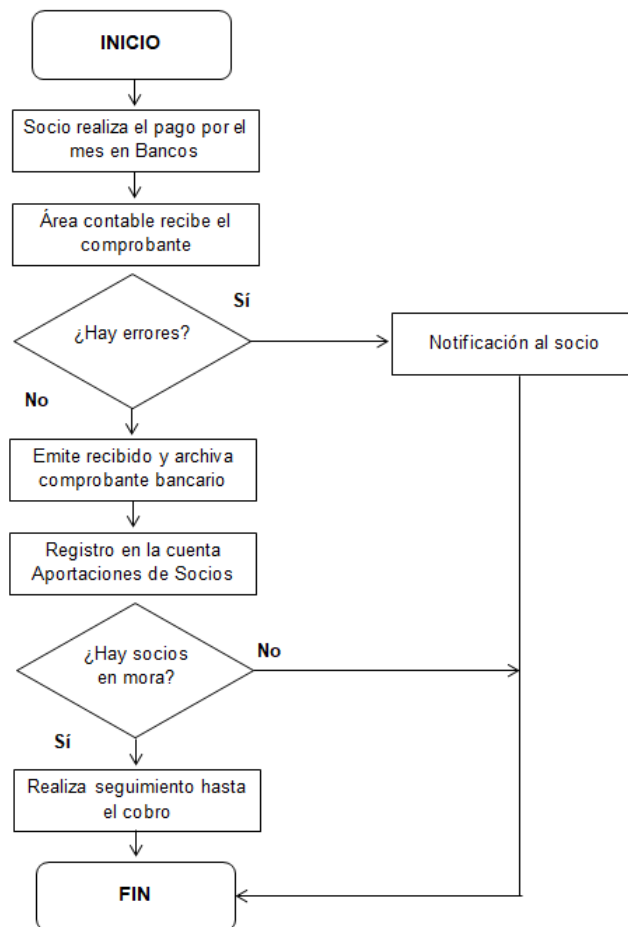 INICIO
Socio realiza el pago por el
mes en Bancos
Área contable recibe el
comprobante
Sí
¿Hay errores?
Notificación al socio
No
Emite recibido y archiva
comprobante bancario
Registro en la cuenta
Aportaciones de Socios
¿Hay socios
en mora?
No
Sí
Realiza seguimiento hasta
el cobro
FIN